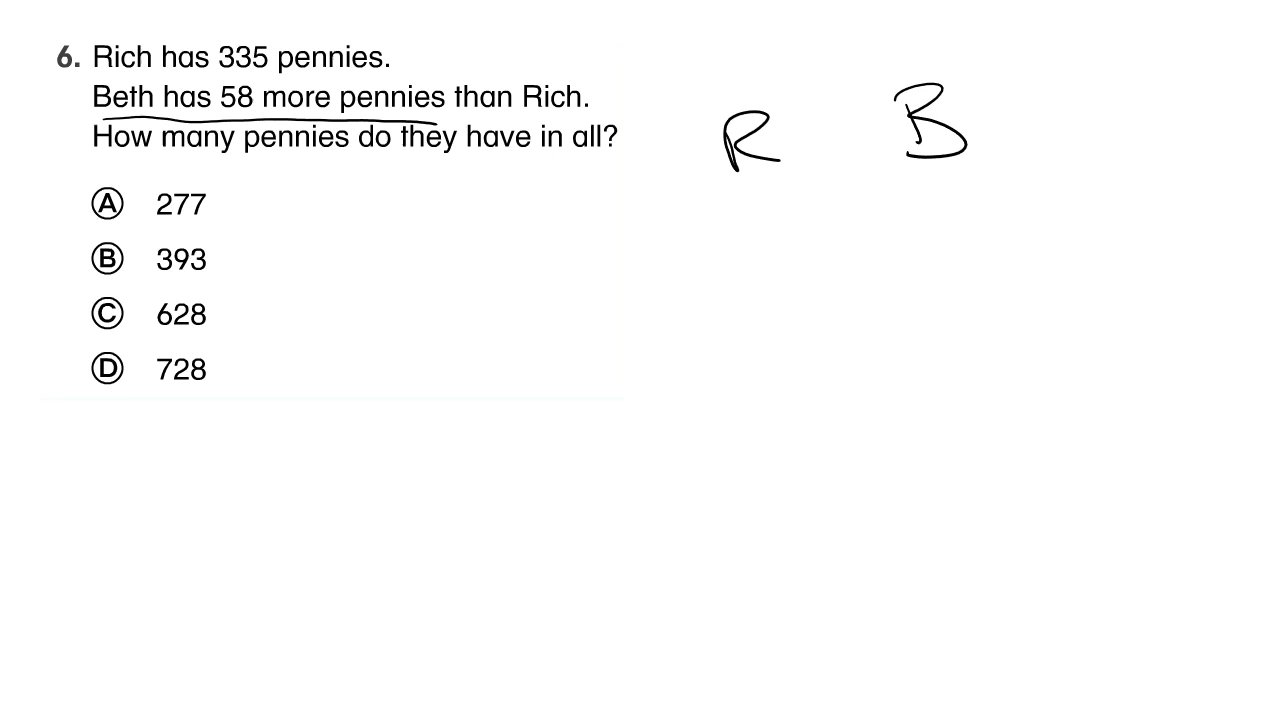 6. Rich has 335 pennies.
Beth has 58 more pennies than Rich.
How many pennies do they have in all?
A 277
B 393
C 628
D 728
R B